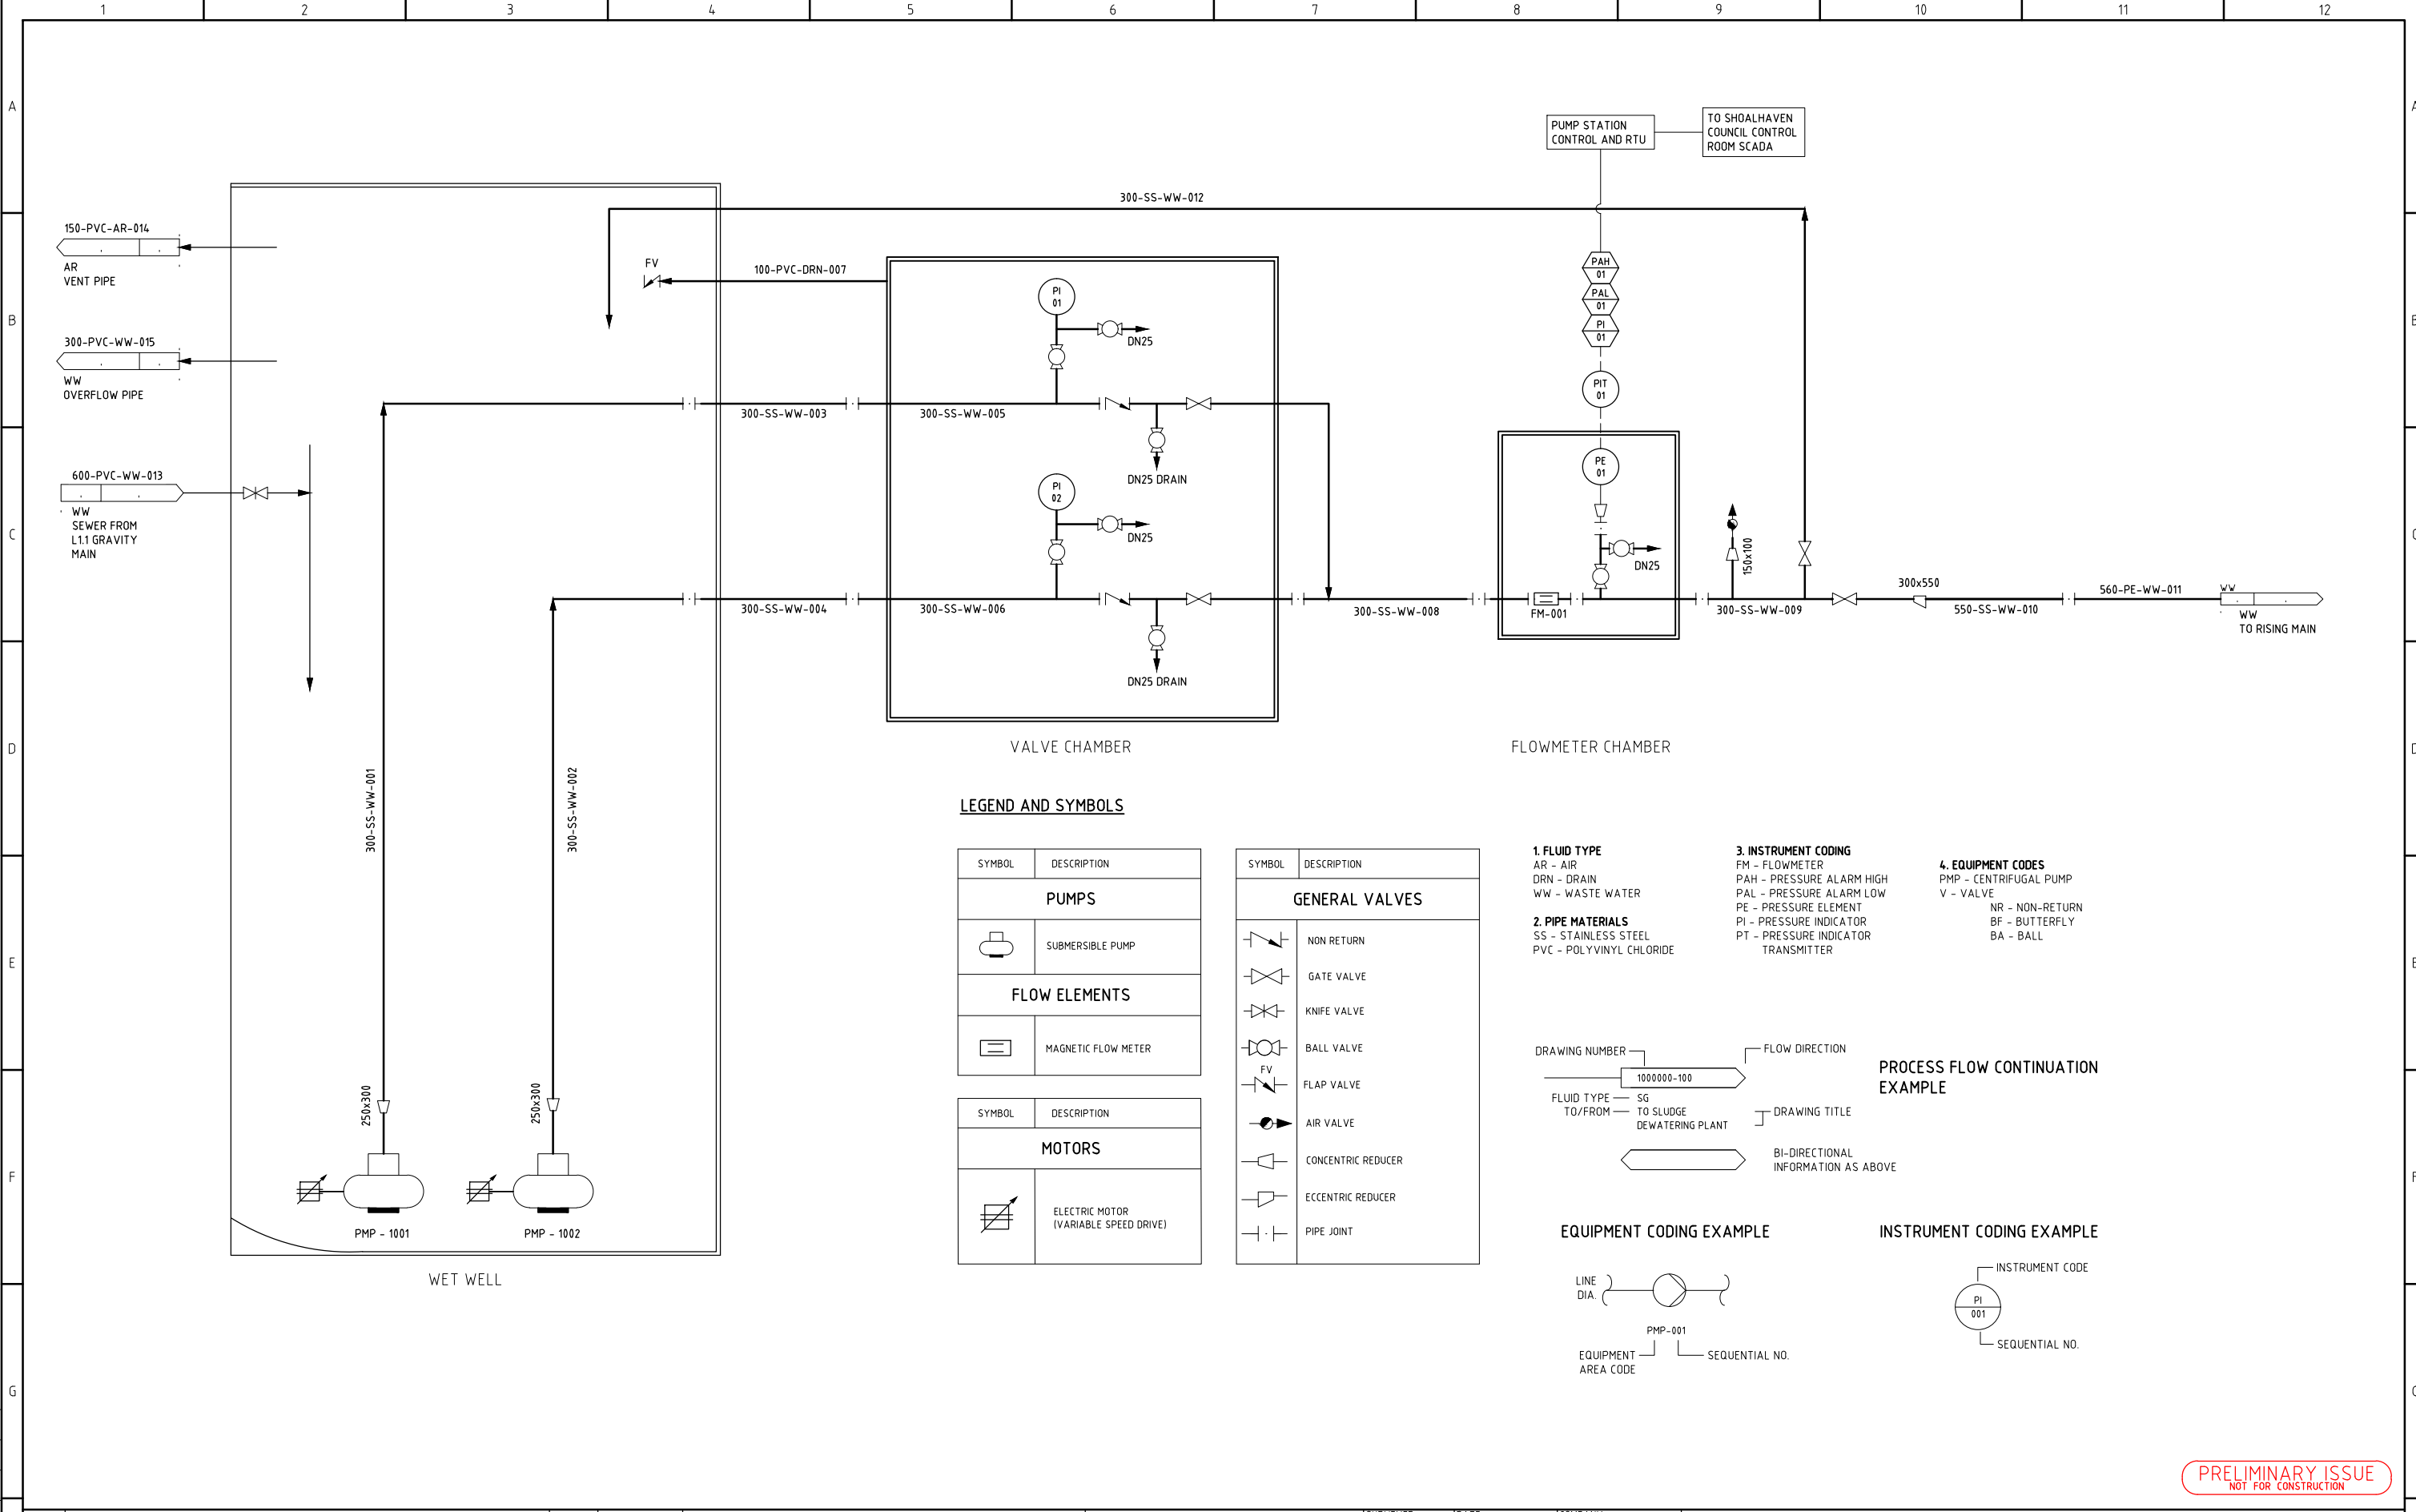 1 2 3 4 5 6 7 8 9 10 11 12
A
B
C
D
E
F
G
A
B
D
E
PUMP STATION
CONTROL AND RTU
TO SHOALHAVEN
COUNCIL CONTROL
ROOM SCADA
300-SS-WW-012
150-PVC-AR-014
AR
VENT PIPE
300-PVC-WW-015
WW
OVERFLOW PIPE
600-PVC-WW-013
WW
SEWER FROM
L1.1 GRAVITY
MAIN
FV
100-PVC-DRN-007
300-SS-WW-003
300-SS-WW-005
300-SS-WW-004
300-SS-WW-006
300-SS-WW-001
300-SS-WW-002
250x300
250x300
PMP - 1001
PMP - 1002
WET WELL
PI
01
DN25
DN25 DRAIN
PI
02
DN25
DN25 DRAIN
VALVE CHAMBER
300-SS-WW-008
PAH
01
PAL
01
PI
01
PIT
01
PE
01
DN25
FM-001
FLOWMETER CHAMBER
150x100
300-SS-WW-009
300x550
550-SS-WW-010
560-PE-WW-011
WW
WW
TO RISING MAIN
LEGEND AND SYMBOLS
SYMBOL DESCRIPTION
PUMPS
SUBMERSIBLE PUMP
FLOW ELEMENTS
MAGNETIC FLOW METER
SYMBOL DESCRIPTION
MOTORS
ELECTRIC MOTOR
(VARIABLE SPEED DRIVE)
SYMBOL DESCRIPTION
GENERAL VALVES
NON RETURN
GATE VALVE
KNIFE VALVE
BALL VALVE
FV
FLAP VALVE
AIR VALVE
CONCENTRIC REDUCER
ECCENTRIC REDUCER
PIPE JOINT
1. FLUID TYPE
AR - AIR
DRN - DRAIN
WW - WASTE WATER
2. PIPE MATERIALS
SS - STAINLESS STEEL
PVC - POLYVINYL CHLORIDE
3. INSTRUMENT CODING
FM - FLOWMETER
PAH - PRESSURE ALARM HIGH
PAL - PRESSURE ALARM LOW
PE - PRESSURE ELEMENT
PI - PRESSURE INDICATOR
PT - PRESSURE INDICATOR
TRANSMITTER
4. EQUIPMENT CODES
PMP - CENTRIFUGAL PUMP
V - VALVE
NR - NON-RETURN
BF - BUTTERFLY
BA - BALL
DRAWING NUMBER
FLOW DIRECTION
1000000-100
FLUID TYPE
SG
TO/FROM
TO SLUDGE
DEWATERING PLANT
DRAWING TITLE
BI-DIRECTIONAL
INFORMATION AS ABOVE
PROCESS FLOW CONTINUATION
EXAMPLE
EQUIPMENT CODING EXAMPLE
LINE
DIA.
PMP-001
EQUIPMENT
AREA CODE
SEQUENTIAL NO.
INSTRUMENT CODING EXAMPLE
INSTRUMENT CODE
PI
001
SEQUENTIAL NO.
PRELIMINARY ISSUE
NOT FOR CONSTRUCTION